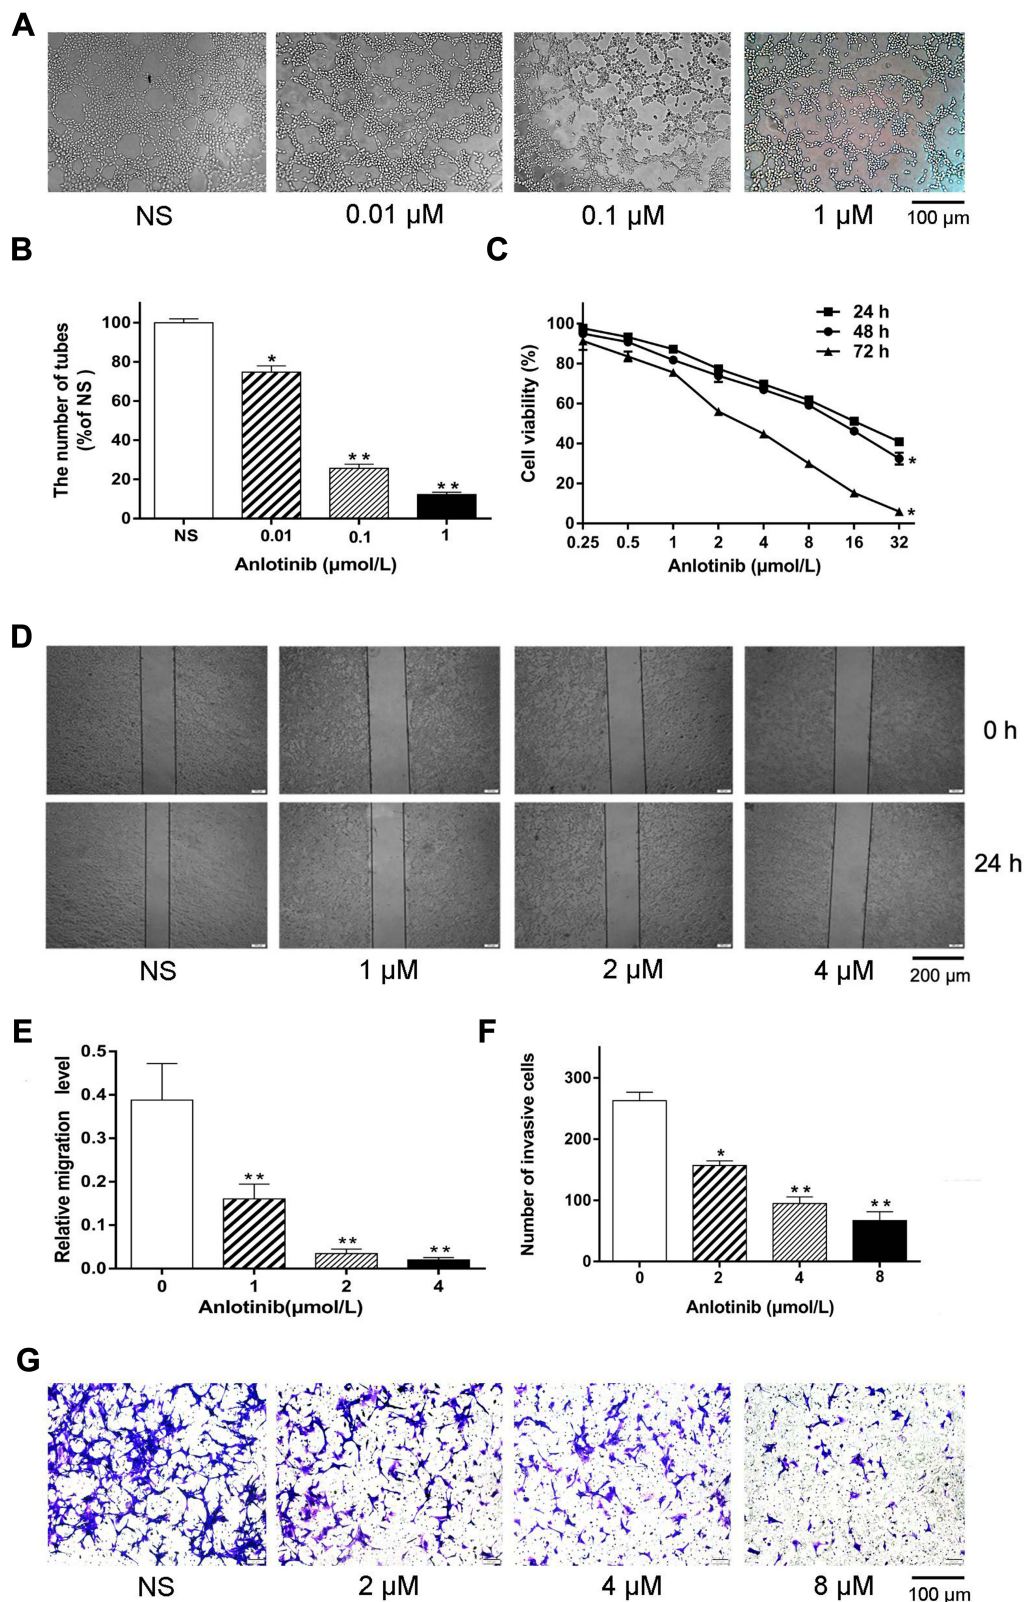 A
NS
0.01 µM
0.1 µM
1 µM
100 µm
B
The number of tubes
(%of NS )
100
80
60
40
20
0
*
**
**
NS
0.01
0.1
1
Anlotinib (µmol/L)
C
Cell viability (%)
100
80
60
40
20
0
24 h
48 h
72 h
*
*
0.25
0.5
1
2
4
8
16
32
Anlotinib (µmol/L)
D
0 h
24 h
NS
1 µM
2 µM
4 µM
200 µm
E
Relative migration level
0.5
0.4
0.3
0.2
0.1
0.0
**
**
**
0
1
2
4
Anlotinib(µmol/L)
F
Number of invasive cells
300
200
100
0
*
**
**
0
2
4
8
Anlotinib (µmol/L)
G
NS
2 µM
4 µM
8 µM
100 µm